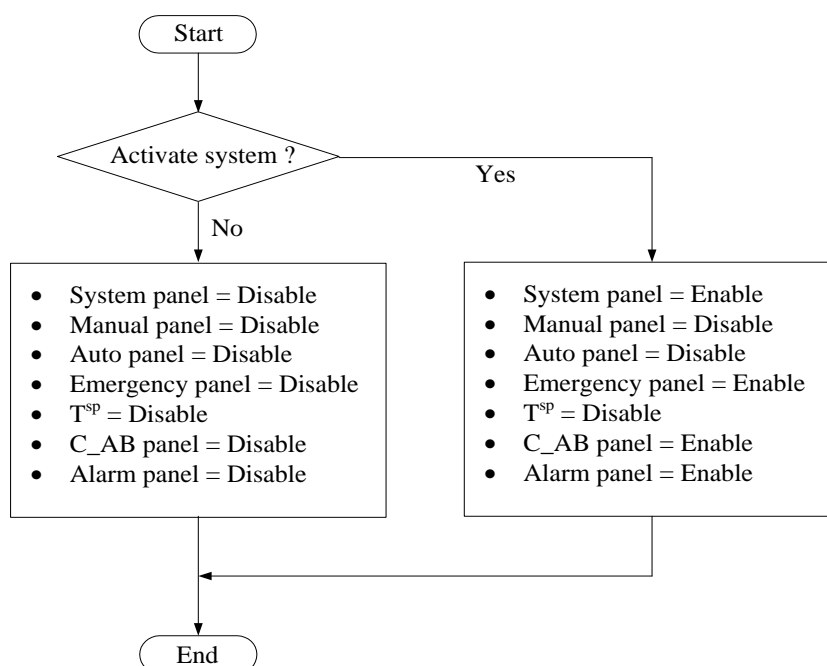 Start
Activate system ?
Yes
No
• System panel = Disable
• Manual panel = Disable
• Auto panel = Disable
• Emergency panel = Disable
• Tˢᵖ = Disable
• C_AB panel = Disable
• Alarm panel = Disable
• System panel = Enable
• Manual panel = Disable
• Auto panel = Disable
• Emergency panel = Enable
• Tˢᵖ = Disable
• C_AB panel = Enable
• Alarm panel = Enable
End